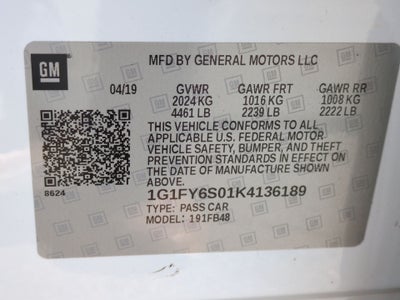 GM
MFD BY GENERAL MOTORS LLC
04/19 GVWR GAWR FRT GAWR RR
2024 KG 1016 KG 1008 KG
4461 LB 2239 LB 2222 LB
THIS VEHICLE CONFORMS TO ALL
APPLICABLE U.S. FEDERAL MOTOR
VEHICLE SAFETY, BUMPER, AND THEFT
PREVENTION STANDARDS IN EFFECT ON THE
DATE OF MANUFACTURE SHOWN ABOVE.
8624
1G1FY6S01K4136189
TYPE: PASS CAR
MODEL: 191FB48